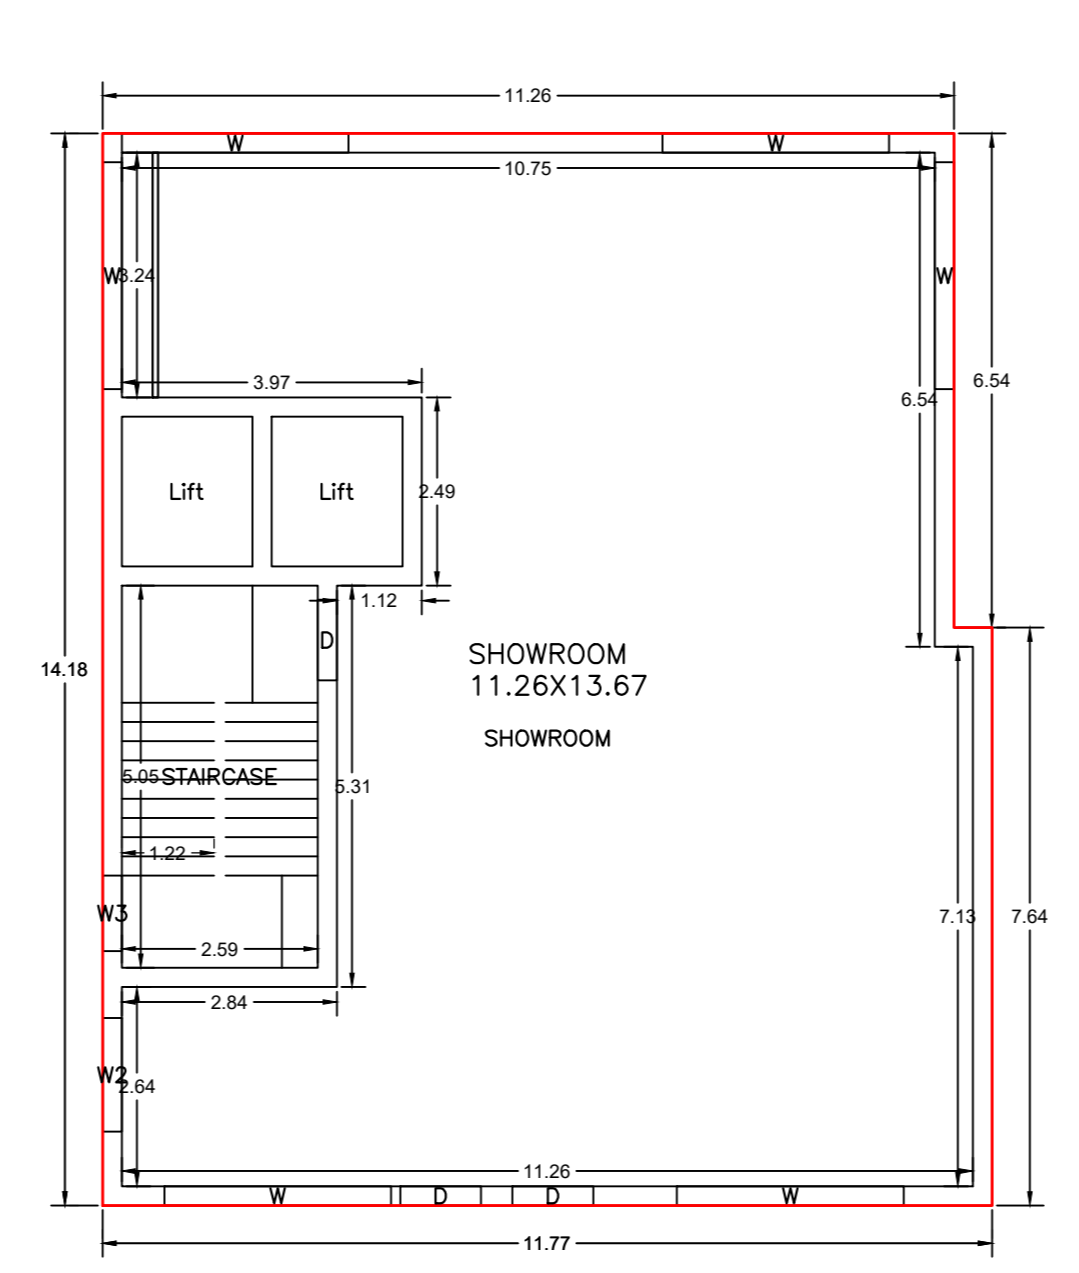 11.26
W
W
10.75
W
3.24
W
3.97
6.54
6.54
Lift
Lift
2.49
1.12
D
SHOWROOM
11.26X13.67
14.18
SHOWROOM
5.05
STAIRCASE
5.31
1.22
W3
7.13
7.64
2.59
2.84
W2
2.64
11.26
W
D
D
W
11.77